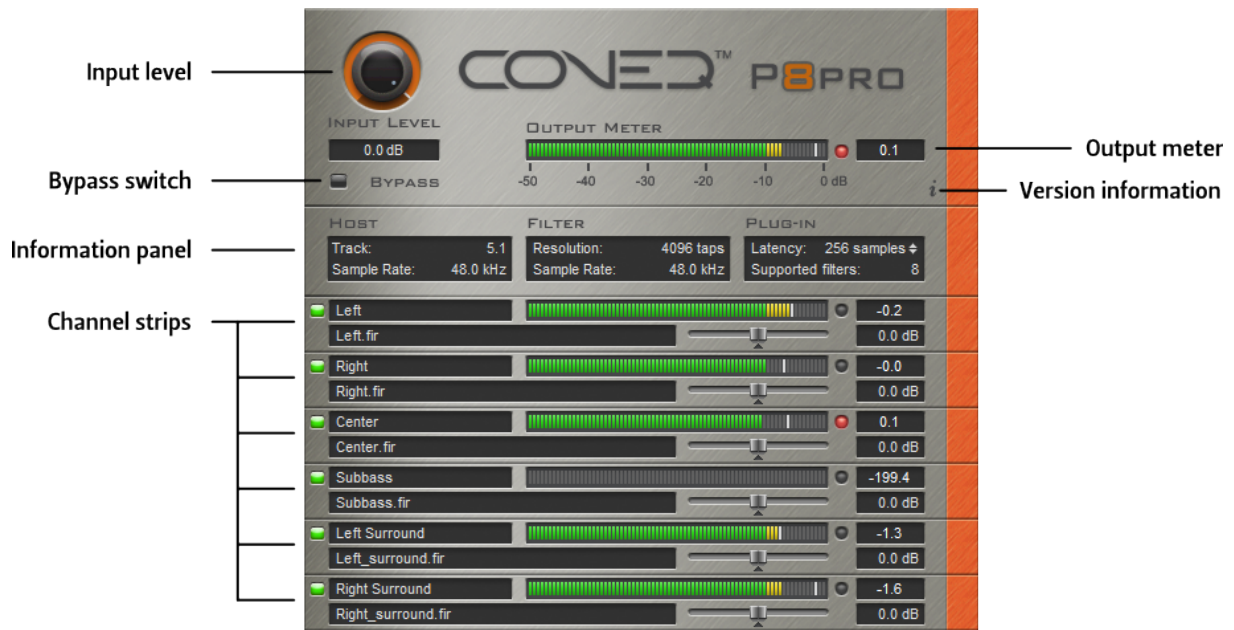 Input level
CONEQ™ P8PRO
INPUT LEVEL
OUTPUT METER
0.0 dB
0.1
Output meter
Bypass switch
BYPASS
-50 -40 -30 -20 -10 0 dB
i
Version information
HOST
FILTER
PLUG-IN
Information panel
Track: 5.1
Resolution: 4096 taps
Latency: 256 samples
Sample Rate: 48.0 kHz
Sample Rate: 48.0 kHz
Supported filters: 8
Channel strips
Left
-0.2
Left.fir
0.0 dB
Right
-0.0
Right.fir
0.0 dB
Center
0.1
Center.fir
0.0 dB
Subbass
-199.4
Subbass.fir
0.0 dB
Left Surround
-1.3
Left_surround.fir
0.0 dB
Right Surround
-1.6
Right_surround.fir
0.0 dB